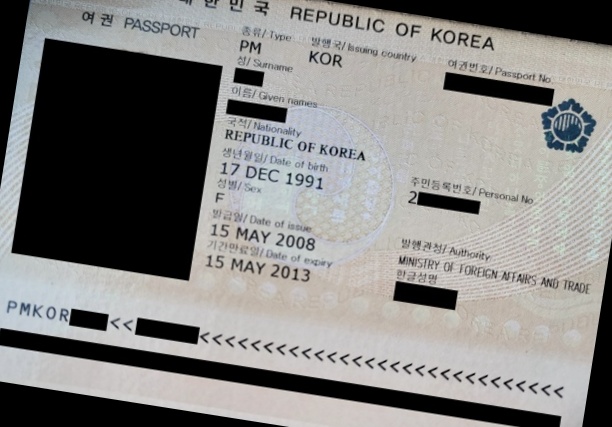 대 한 민 국 REPUBLIC OF KOREA
여 권 PASSPORT
종류/ Type 발행국/ Issuing country 여권번호/ Passport No.
PM KOR
성/ Surname
이름/ Given names
국적/ Nationality
REPUBLIC OF KOREA
생년월일/ Date of birth 주민등록번호/ Personal No.
17 DEC 1991 2
성별/ Sex
F
발급일/ Date of issue 발행관청/ Authority
15 MAY 2008 MINISTRY OF FOREIGN AFFAIRS AND TRADE
기간만료일/ Date of expiry 한글성명
15 MAY 2013
PMKOR << <<<<<<<<<<<<<<<<<<<<<<<<<<<<